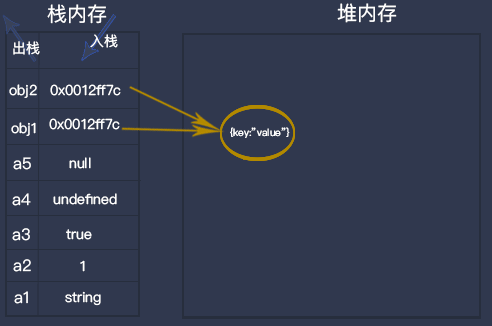 栈内存
堆内存
出栈
入栈
obj2 0x0012ff7c
obj1 0x0012ff7c
{key:"value"}
a5 null
a4 undefined
a3 true
a2 1
a1 string